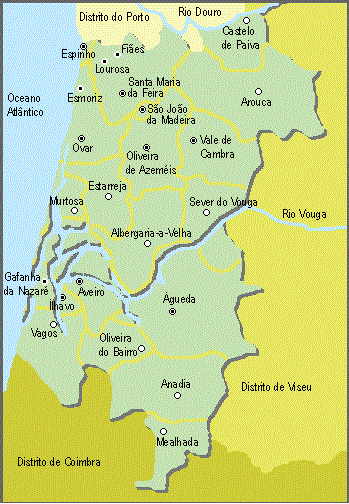 Distrito do Porto
Rio Douro
Castelo
de Paiva
Espinho
Fiães
Lourosa
Santa Maria
da Feira
Esmoriz
Arouca
Oceano
Atlântico
São João
da Madeira
Ovar
Oliveira
de Azeméis
Vale de
Cambra
Estarreja
Murtosa
Sever do Vouga
Rio Vouga
Albergaria-a-Velha
Gafanha
da Nazaré
Aveiro
Ílhavo
Águeda
Vagos
Oliveira
do Bairro
Anadia
Distrito de Viseu
Mealhada
Distrito de Coimbra